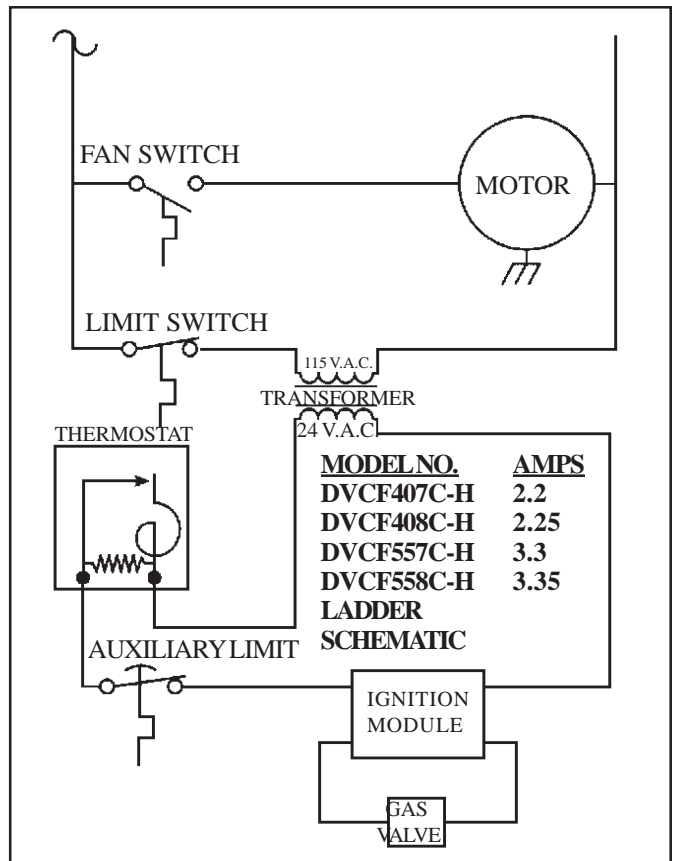 FAN SWITCH
MOTOR
LIMIT SWITCH
115 V.A.C.
TRANSFORMER
24 V.A.C.
THERMOSTAT
MODEL NO. AMPS
DVCF407C-H 2.2
DVCF408C-H 2.25
DVCF557C-H 3.3
DVCF558C-H 3.35
LADDER
SCHEMATIC
AUXILIARY LIMIT
IGNITION
MODULE
GAS
VALVE